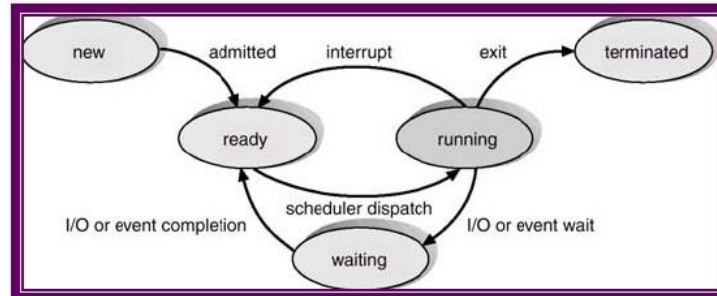 new
admitted
interrupt
exit
terminated
ready
running
scheduler dispatch
I/O or event completion
I/O or event wait
waiting